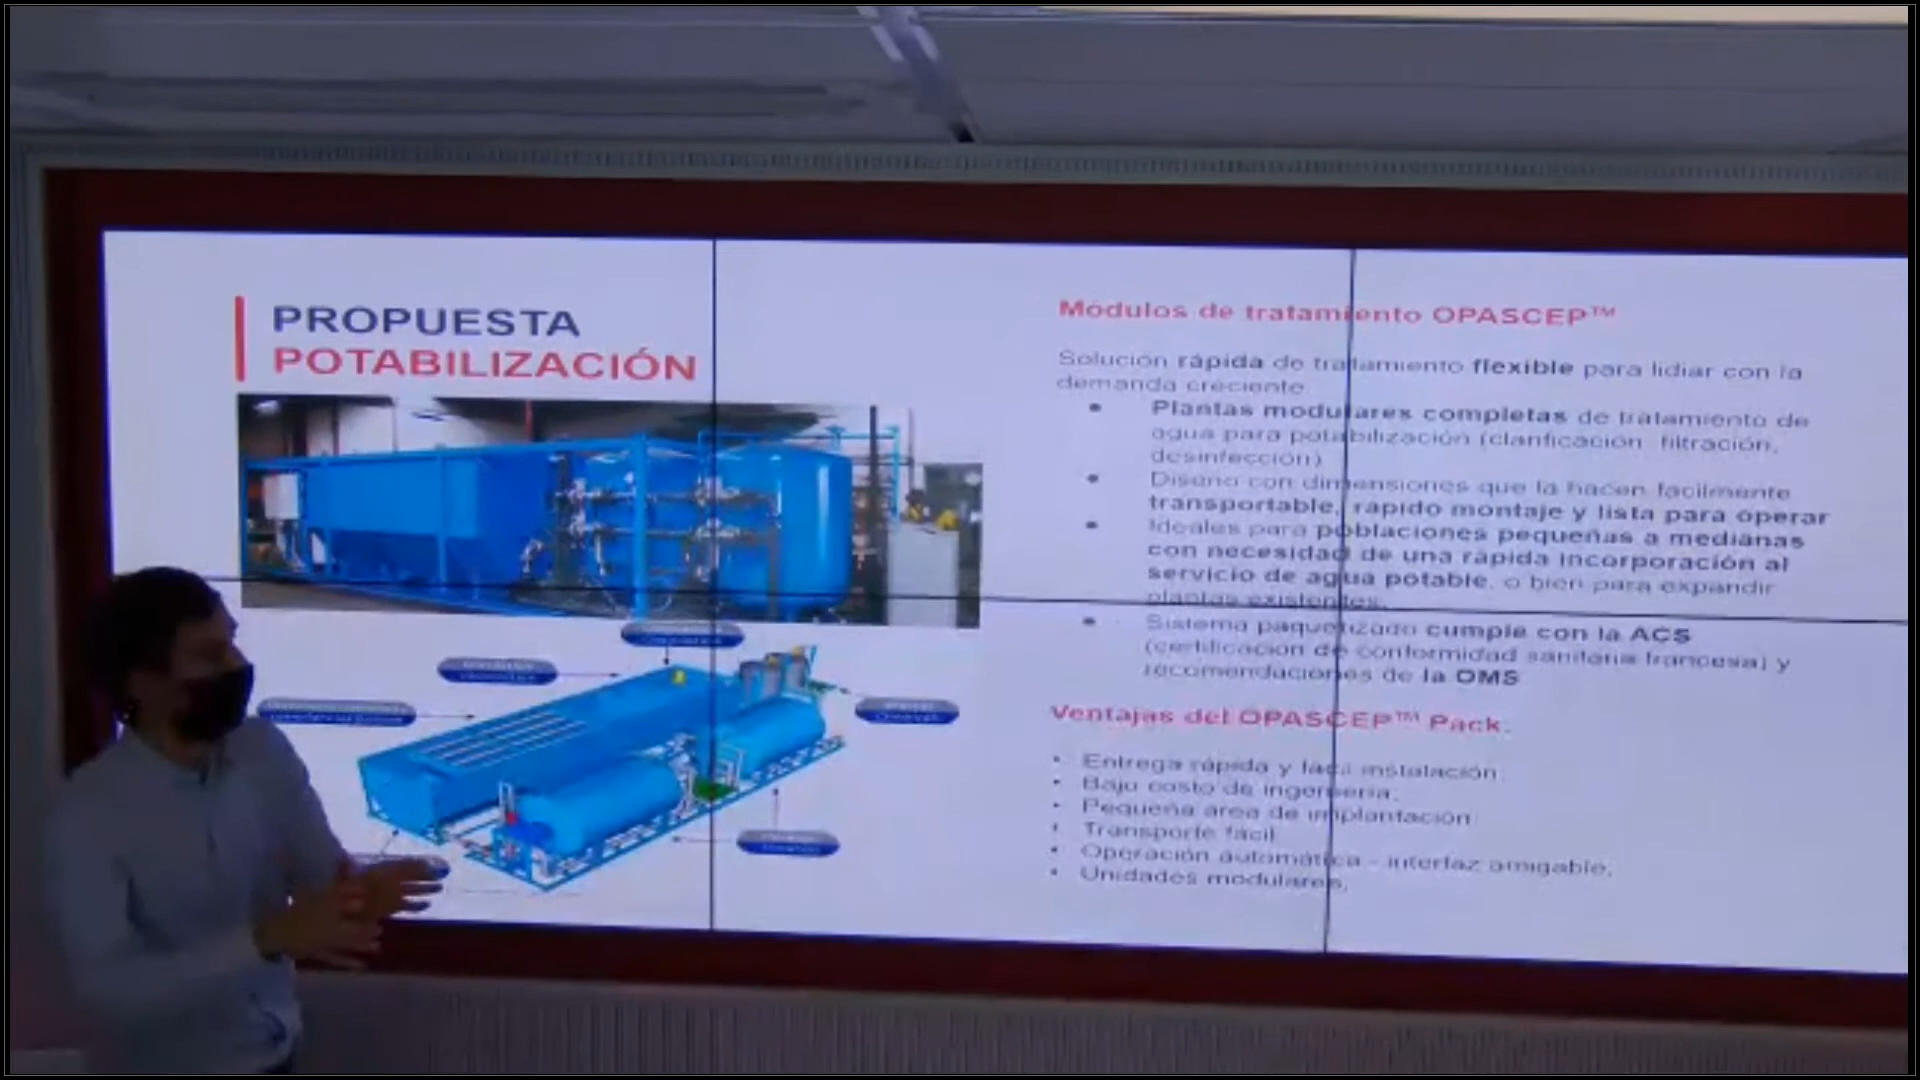 PROPUESTA
POTABILIZACIÓN
Módulos de tratamiento OPASCEP™
Solución rápida de tratamiento flexible para lidiar con la
demanda creciente
• Plantas modulares completas de tratamiento de
agua para potabilización (clarificación, filtración,
desinfección)
• Diseño con dimensiones que la hacen fácilmente
transportable, rápido montaje y lista para operar
• Ideales para poblaciones pequeñas a medianas
con necesidad de una rápida incorporación al
servicio de agua potable, o bien para expandir
plantas existentes.
• Sistema paquetizado cumple con la ACS
(certificación de conformidad sanitaria francesa) y
recomendaciones de la OMS
Ventajas del OPASCEP™ Pack.
• Entrega rápida y fácil instalación
• Bajo costo de ingeniería;
• Pequeña área de implantación
• Transporte fácil
• Operación automática - interfaz amigable;
• Unidades modulares;